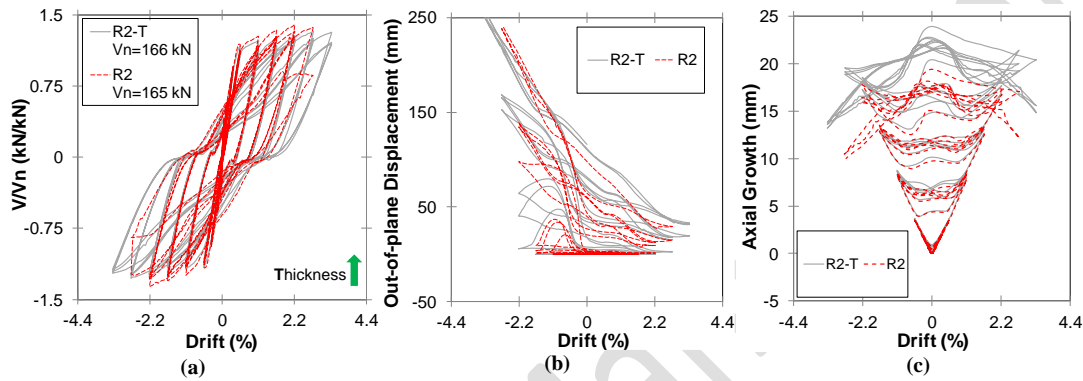 1.5
0.75
0
-0.75
-1.5
V/Vn (kN/kN)
R2-T
Vn=166 kN
R2
Vn=165 kN
Thickness
-4.4 -2.2 0 2.2 4.4
Drift (%)
(a)
250
150
50
-50
Out-of-plane Displacement (mm)
R2-T R2
-4.4 -2.2 0 2.2 4.4
Drift (%)
(b)
25
20
15
10
5
0
-5
Axial Growth (mm)
R2-T R2
-4.4 -2.2 0 2.2 4.4
Drift (%)
(c)